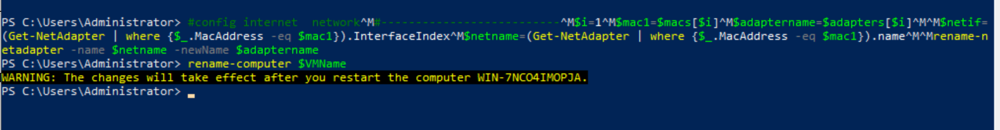 PS C:\Users\Administrator> #config internet  network^M#--------------------------^M$i=1^M$mac1=$macs[$i]^M$adaptername=$adapters[$i]^M^M$netif=
(Get-NetAdapter | where {$_.MacAddress -eq $mac1}).InterfaceIndex^M$netname=(Get-NetAdapter | where {$_.MacAddress -eq $mac1}).name^M^Mrename-n
etadapter -name $netname -newName $adaptername
PS C:\Users\Administrator> rename-computer $VMName
WARNING: The changes will take effect after you restart the computer WIN-7NCO4IMOPJA.
PS C:\Users\Administrator>